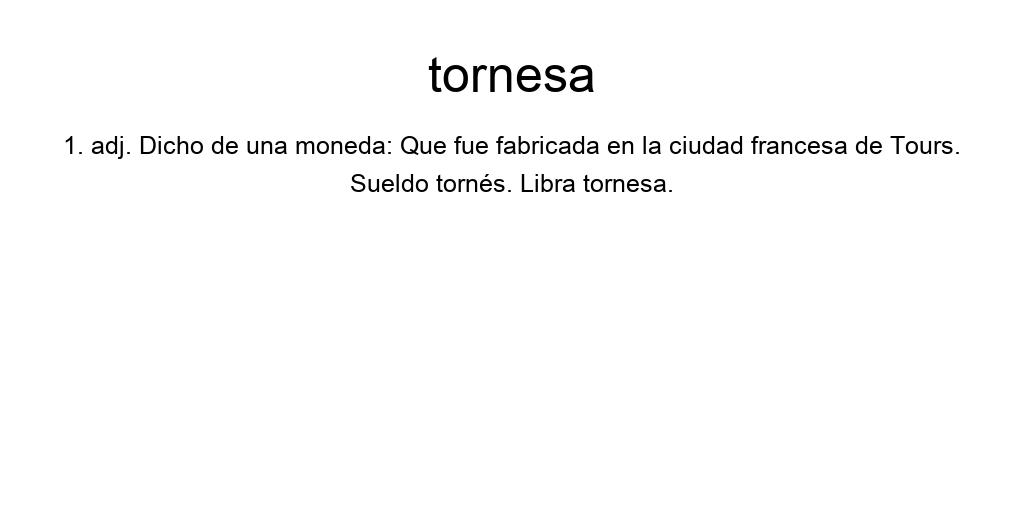 tornesa
1. adj. Dicho de una moneda: Que fue fabricada en la ciudad francesa de Tours.
Sueldo tornés. Libra tornesa.